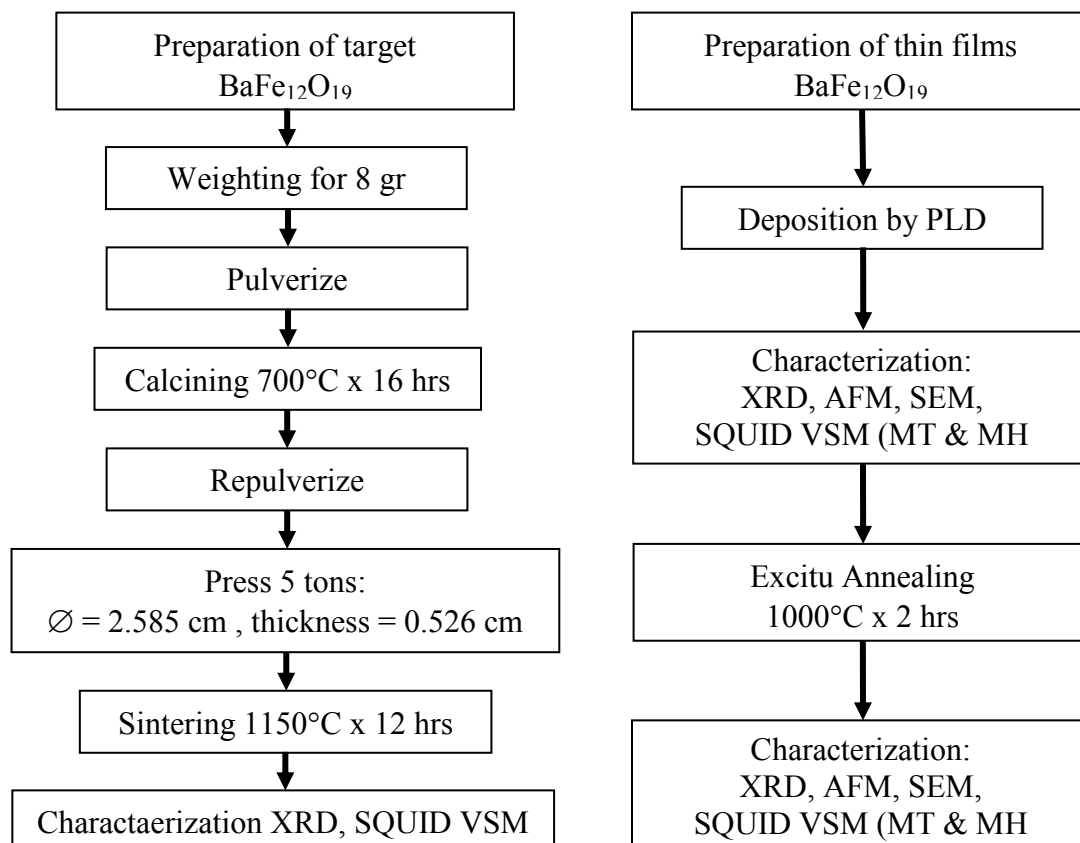 Preparation of target
BaFe₁₂O₁₉
Weighting for 8 gr
Pulverize
Calcining 700°C x 16 hrs
Repulverize
Press 5 tons:
∅ = 2.585 cm , thickness = 0.526 cm
Sintering 1150°C x 12 hrs
Charactaerization XRD, SQUID VSM
Preparation of thin films
BaFe₁₂O₁₉
Deposition by PLD
Characterization:
XRD, AFM, SEM,
SQUID VSM (MT & MH
Excitu Annealing
1000°C x 2 hrs
Characterization:
XRD, AFM, SEM,
SQUID VSM (MT & MH